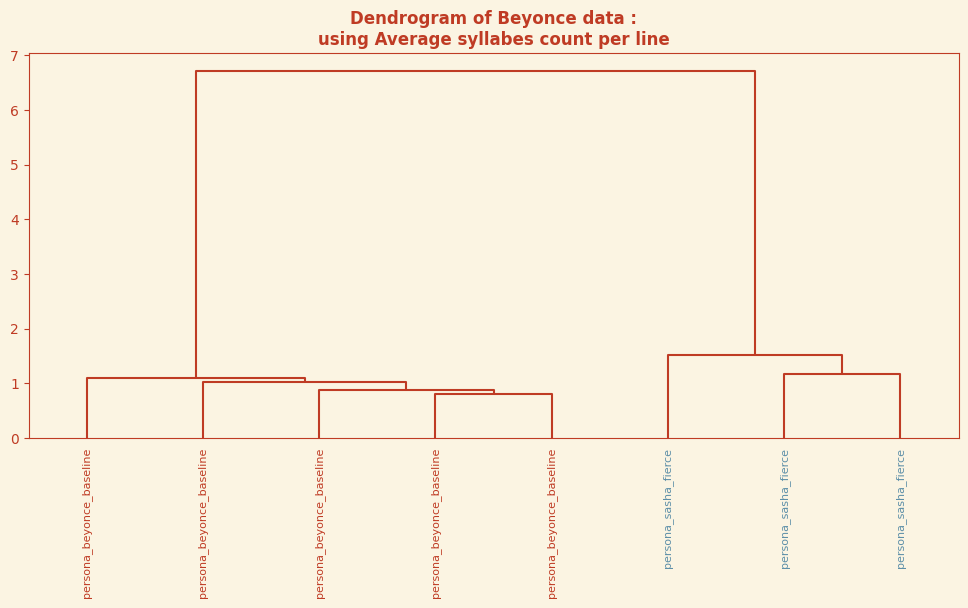 Dendrogram of Beyonce data :
using Average syllabes count per line
7
6
5
4
3
2
1
0
persona_beyonce_baseline
persona_beyonce_baseline
persona_beyonce_baseline
persona_beyonce_baseline
persona_beyonce_baseline
persona_sasha_fierce
persona_sasha_fierce
persona_sasha_fierce